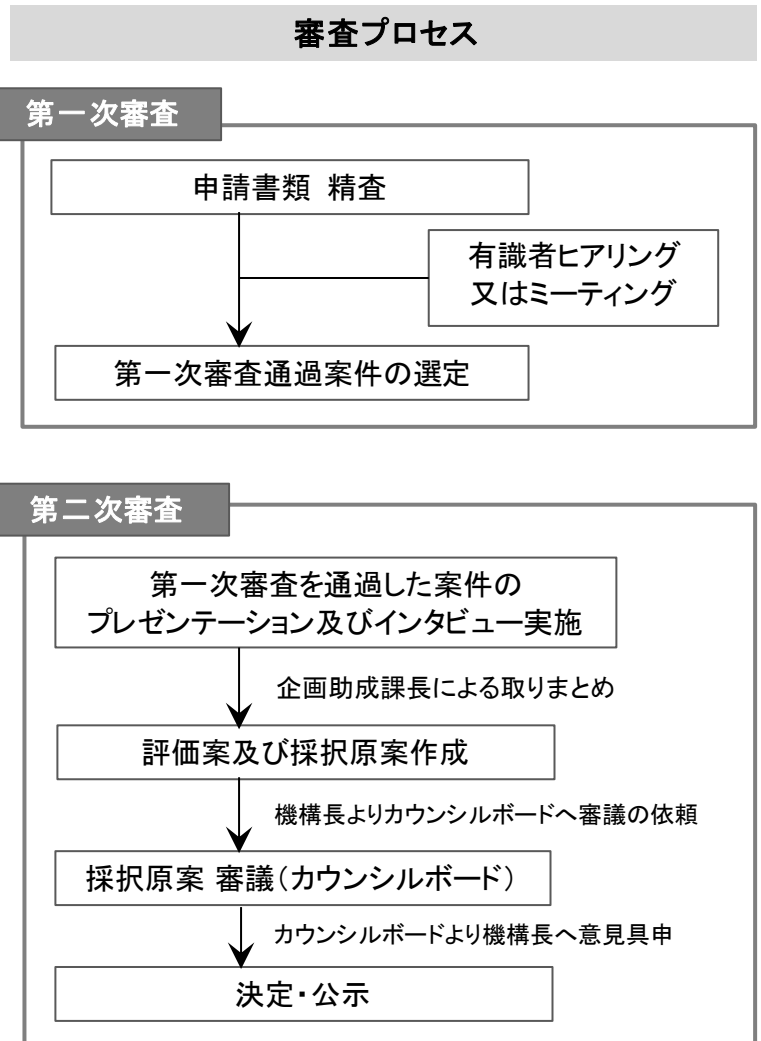 審査プロセス
第一次審査
申請書類 精査
有識者ヒアリング
又はミーティング
第一次審査通過案件の選定
第二次審査
第一次審査を通過した案件の
プレゼンテーション及びインタビュー実施
企画助成課長による取りまとめ
評価案及び採択原案作成
機構長よりカウンシルボードへ審議の依頼
採択原案 審議（カウンシルボード）
カウンシルボードより機構長へ意見具申
決定・公示